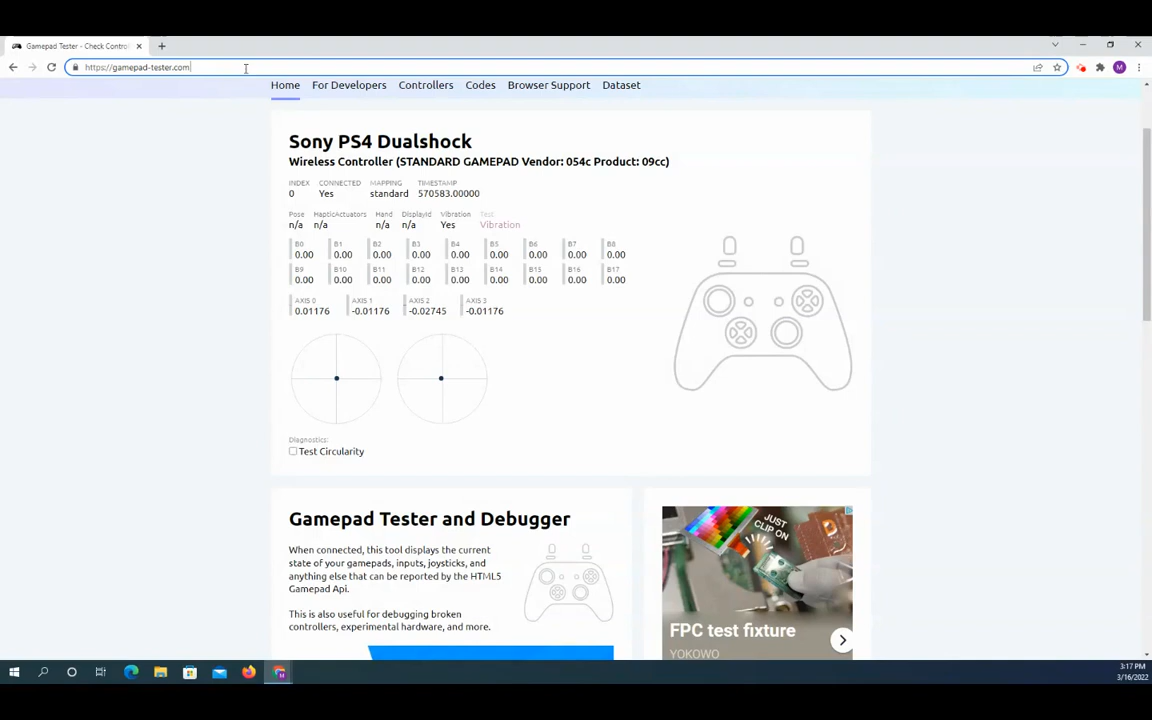 Gamepad Tester - Check Control
https://gamepad-tester.com
M
Home For Developers Controllers Codes Browser Support Dataset
Sony PS4 Dualshock
Wireless Controller (STANDARD GAMEPAD Vendor: 054c Product: 09cc)
INDEX CONNECTED MAPPING TIMESTAMP
0 Yes standard 570583.00000
Pose HapticActuators Hand DisplayId Vibration Test
n/a n/a n/a n/a Yes Vibration
B0 B1 B2 B3 B4 B5 B6 B7 B8
0.00 0.00 0.00 0.00 0.00 0.00 0.00 0.00 0.00
B9 B10 B11 B12 B13 B14 B15 B16 B17
0.00 0.00 0.00 0.00 0.00 0.00 0.00 0.00 0.00
AXIS 0 AXIS 1 AXIS 2 AXIS 3
0.01176 -0.01176 -0.02745 -0.01176
Diagnostics:
Test Circularity
Gamepad Tester and Debugger
When connected, this tool displays the current
state of your gamepads, inputs, joysticks, and
anything else that can be reported by the HTML5
Gamepad Api.
This is also useful for debugging broken
controllers, experimental hardware, and more.
JUST
CLIP ON
FPC test fixture
YOKOWO
3:17 PM
3/16/2022